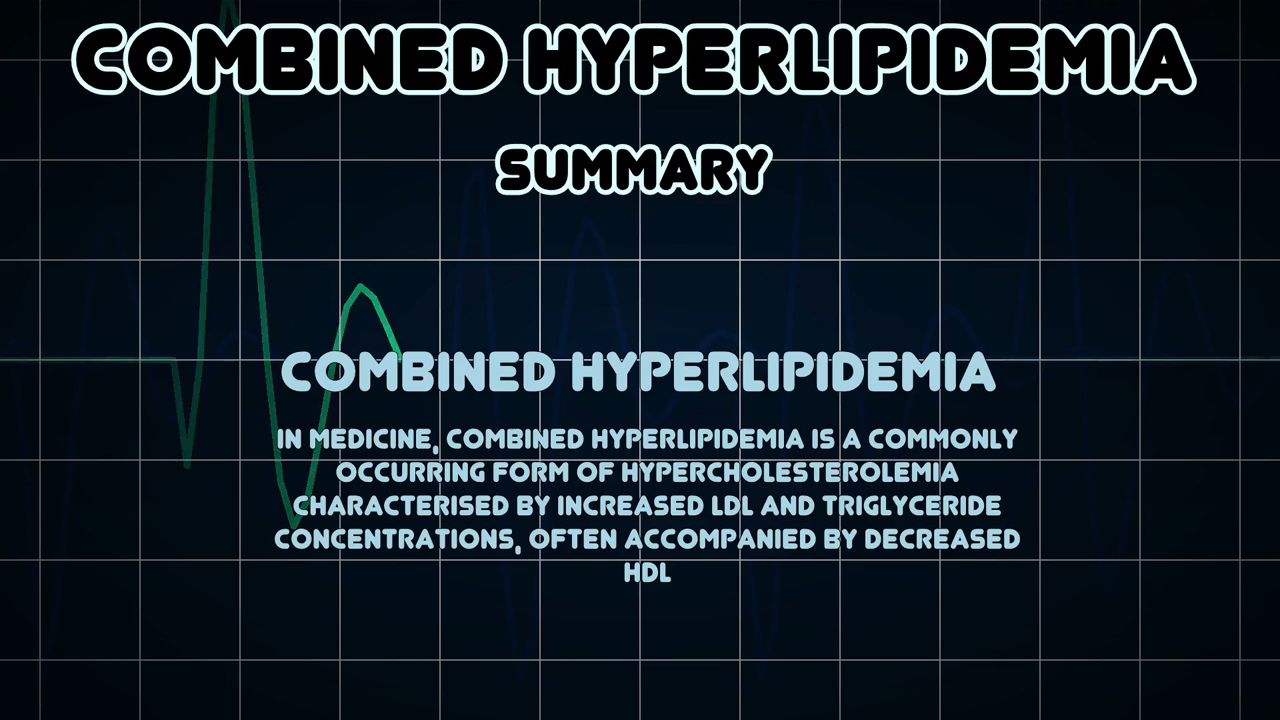 COMBINED HYPERLIPIDEMIA
SUMMARY
COMBINED HYPERLIPIDEMIA
IN MEDICINE, COMBINED HYPERLIPIDEMIA IS A COMMONLY
OCCURRING FORM OF HYPERCHOLESTEROLEMIA
CHARACTERISED BY INCREASED LDL AND TRIGLYCERIDE
CONCENTRATIONS, OFTEN ACCOMPANIED BY DECREASED
HDL